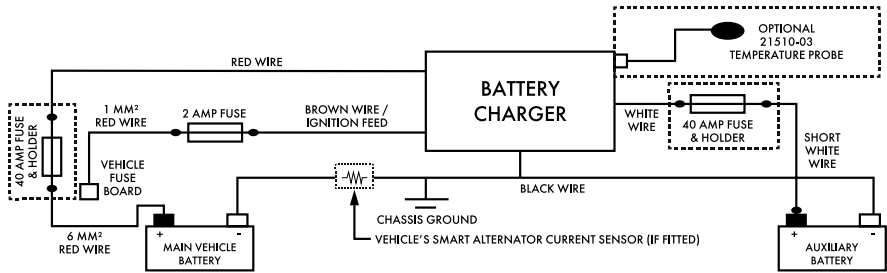 OPTIONAL
21510-03
TEMPERATURE PROBE
RED WIRE
BATTERY
CHARGER
1 MM²
RED WIRE
2 AMP FUSE
BROWN WIRE /
IGNITION FEED
WHITE
WIRE
40 AMP FUSE
& HOLDER
40 AMP FUSE
& HOLDER
VEHICLE
FUSE
BOARD
SHORT
WHITE
WIRE
BLACK WIRE
CHASSIS GROUND
6 MM²
RED WIRE
+ -
MAIN VEHICLE
BATTERY
VEHICLE'S SMART ALTERNATOR CURRENT SENSOR (IF FITTED)
+ -
AUXILIARY
BATTERY